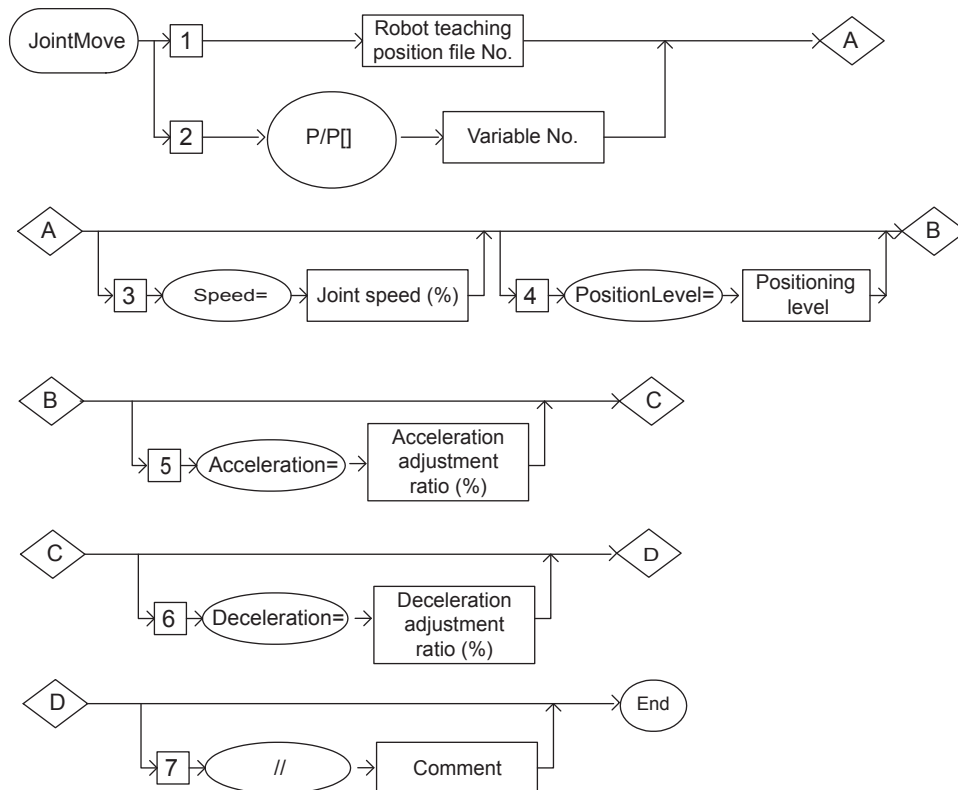 JointMove
1
Robot teaching
position file No.
A
2
P/P[]
Variable No.
A
3
Speed=
Joint speed (%)
4
PositionLevel=
Positioning
level
B
B
5
Acceleration=
Acceleration
adjustment
ratio (%)
C
C
6
Deceleration=
Deceleration
adjustment
ratio (%)
D
D
7
//
Comment
End